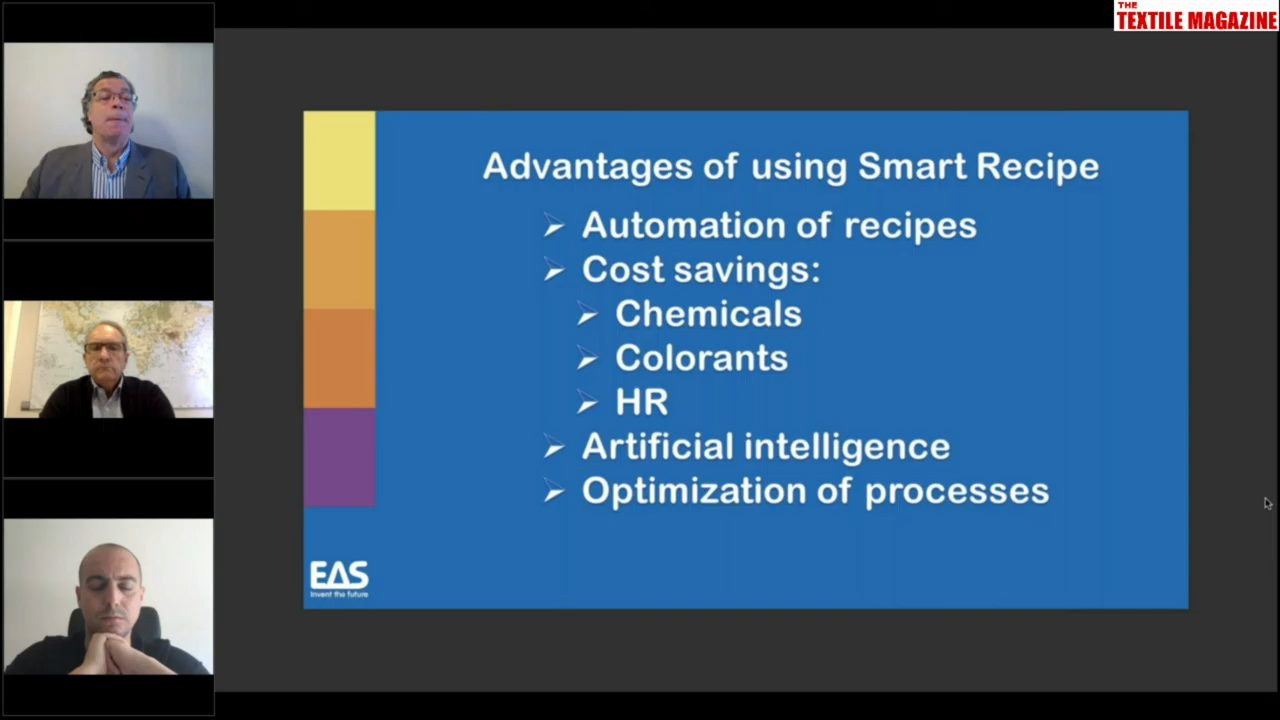 THE
TEXTILE MAGAZINE
Advantages of using Smart Recipe
Automation of recipes
Cost savings:
Chemicals
Colorants
HR
Artificial intelligence
Optimization of processes
EAS
Invent the future